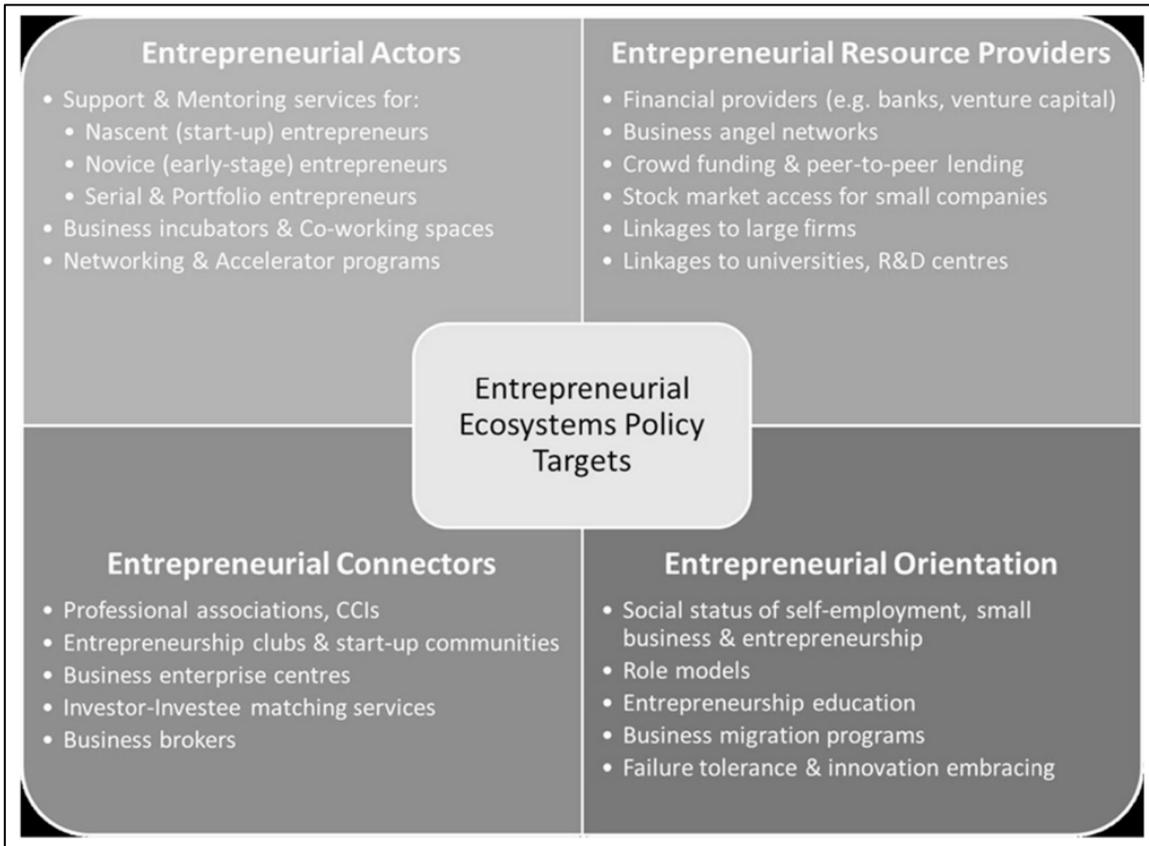 Entrepreneurial Actors
• Support & Mentoring services for:
• Nascent (start-up) entrepreneurs
• Novice (early-stage) entrepreneurs
• Serial & Portfolio entrepreneurs
• Business incubators & Co-working spaces
• Networking & Accelerator programs
Entrepreneurial Resource Providers
• Financial providers (e.g. banks, venture capital)
• Business angel networks
• Crowd funding & peer-to-peer lending
• Stock market access for small companies
• Linkages to large firms
• Linkages to universities, R&D centres
Entrepreneurial
Ecosystems Policy
Targets
Entrepreneurial Connectors
• Professional associations, CCIs
• Entrepreneurship clubs & start-up communities
• Business enterprise centres
• Investor-Investee matching services
• Business brokers
Entrepreneurial Orientation
• Social status of self-employment, small
business & entrepreneurship
• Role models
• Entrepreneurship education
• Business migration programs
• Failure tolerance & innovation embracing